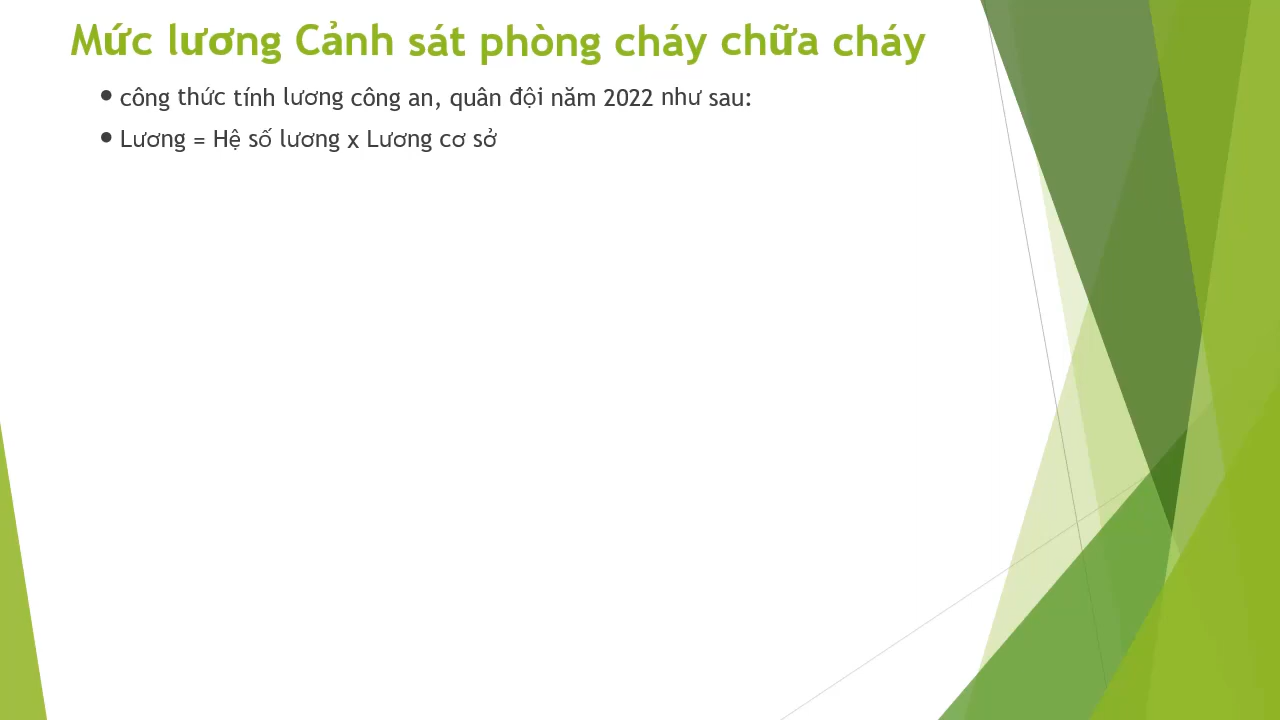 Mức lương Cảnh sát phòng cháy chữa cháy
công thức tính lương công an, quân đội năm 2022 như sau:
Lương = Hệ số lương x Lương cơ sở